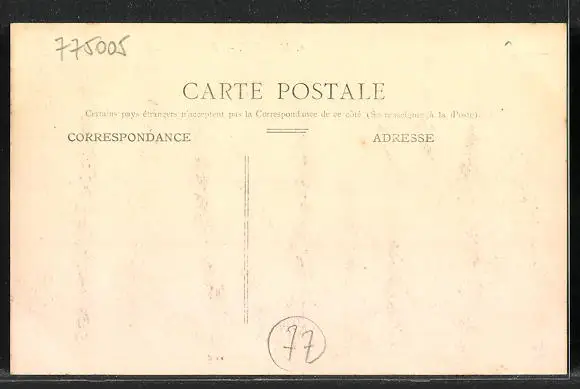 775005
CARTE POSTALE
Certains pays étrangers n'acceptent pas la Correspondance de ce côté (Se renseigner à la Poste).
CORRESPONDANCE
ADRESSE
77